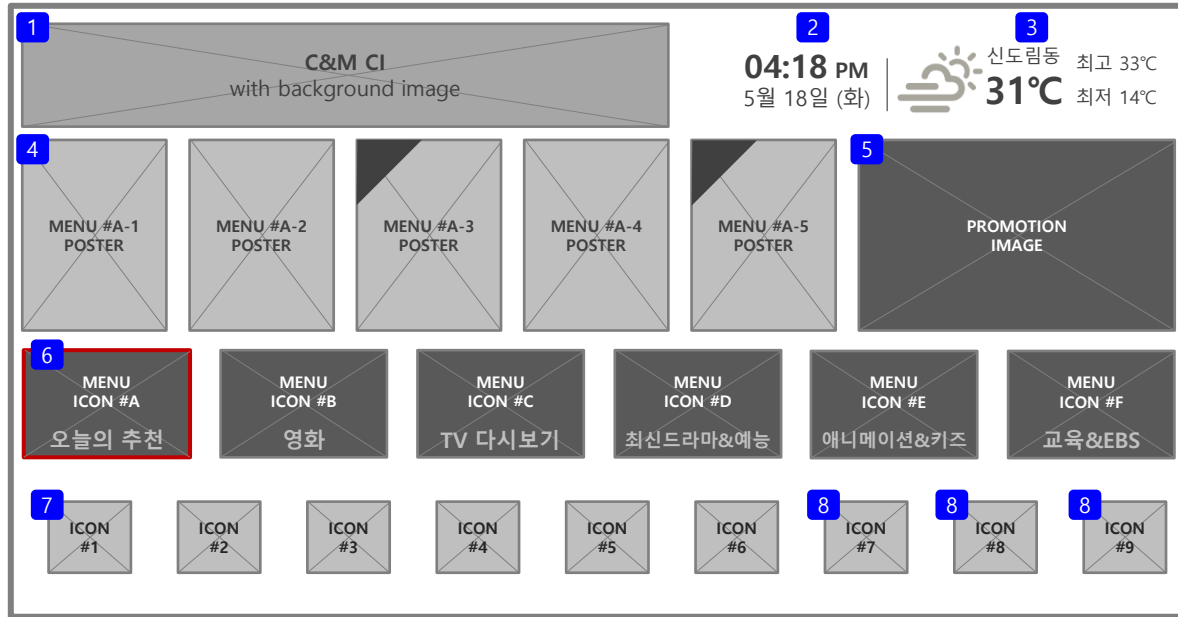 1
C&M CI
with background image
2
04:18 PM
5월 18일 (화)
3
신도림동
31℃
최고 33℃
최저 14℃
4
MENU #A-1
POSTER
MENU #A-2
POSTER
MENU #A-3
POSTER
MENU #A-4
POSTER
MENU #A-5
POSTER
5
PROMOTION
IMAGE
6
MENU
ICON #A
오늘의 추천
MENU
ICON #B
영화
MENU
ICON #C
TV 다시보기
MENU
ICON #D
최신드라마&예능
MENU
ICON #E
애니메이션&키즈
MENU
ICON #F
교육&EBS
7
ICON
#1
ICON
#2
ICON
#3
ICON
#4
ICON
#5
ICON
#6
8
ICON
#7
8
ICON
#8
8
ICON
#9